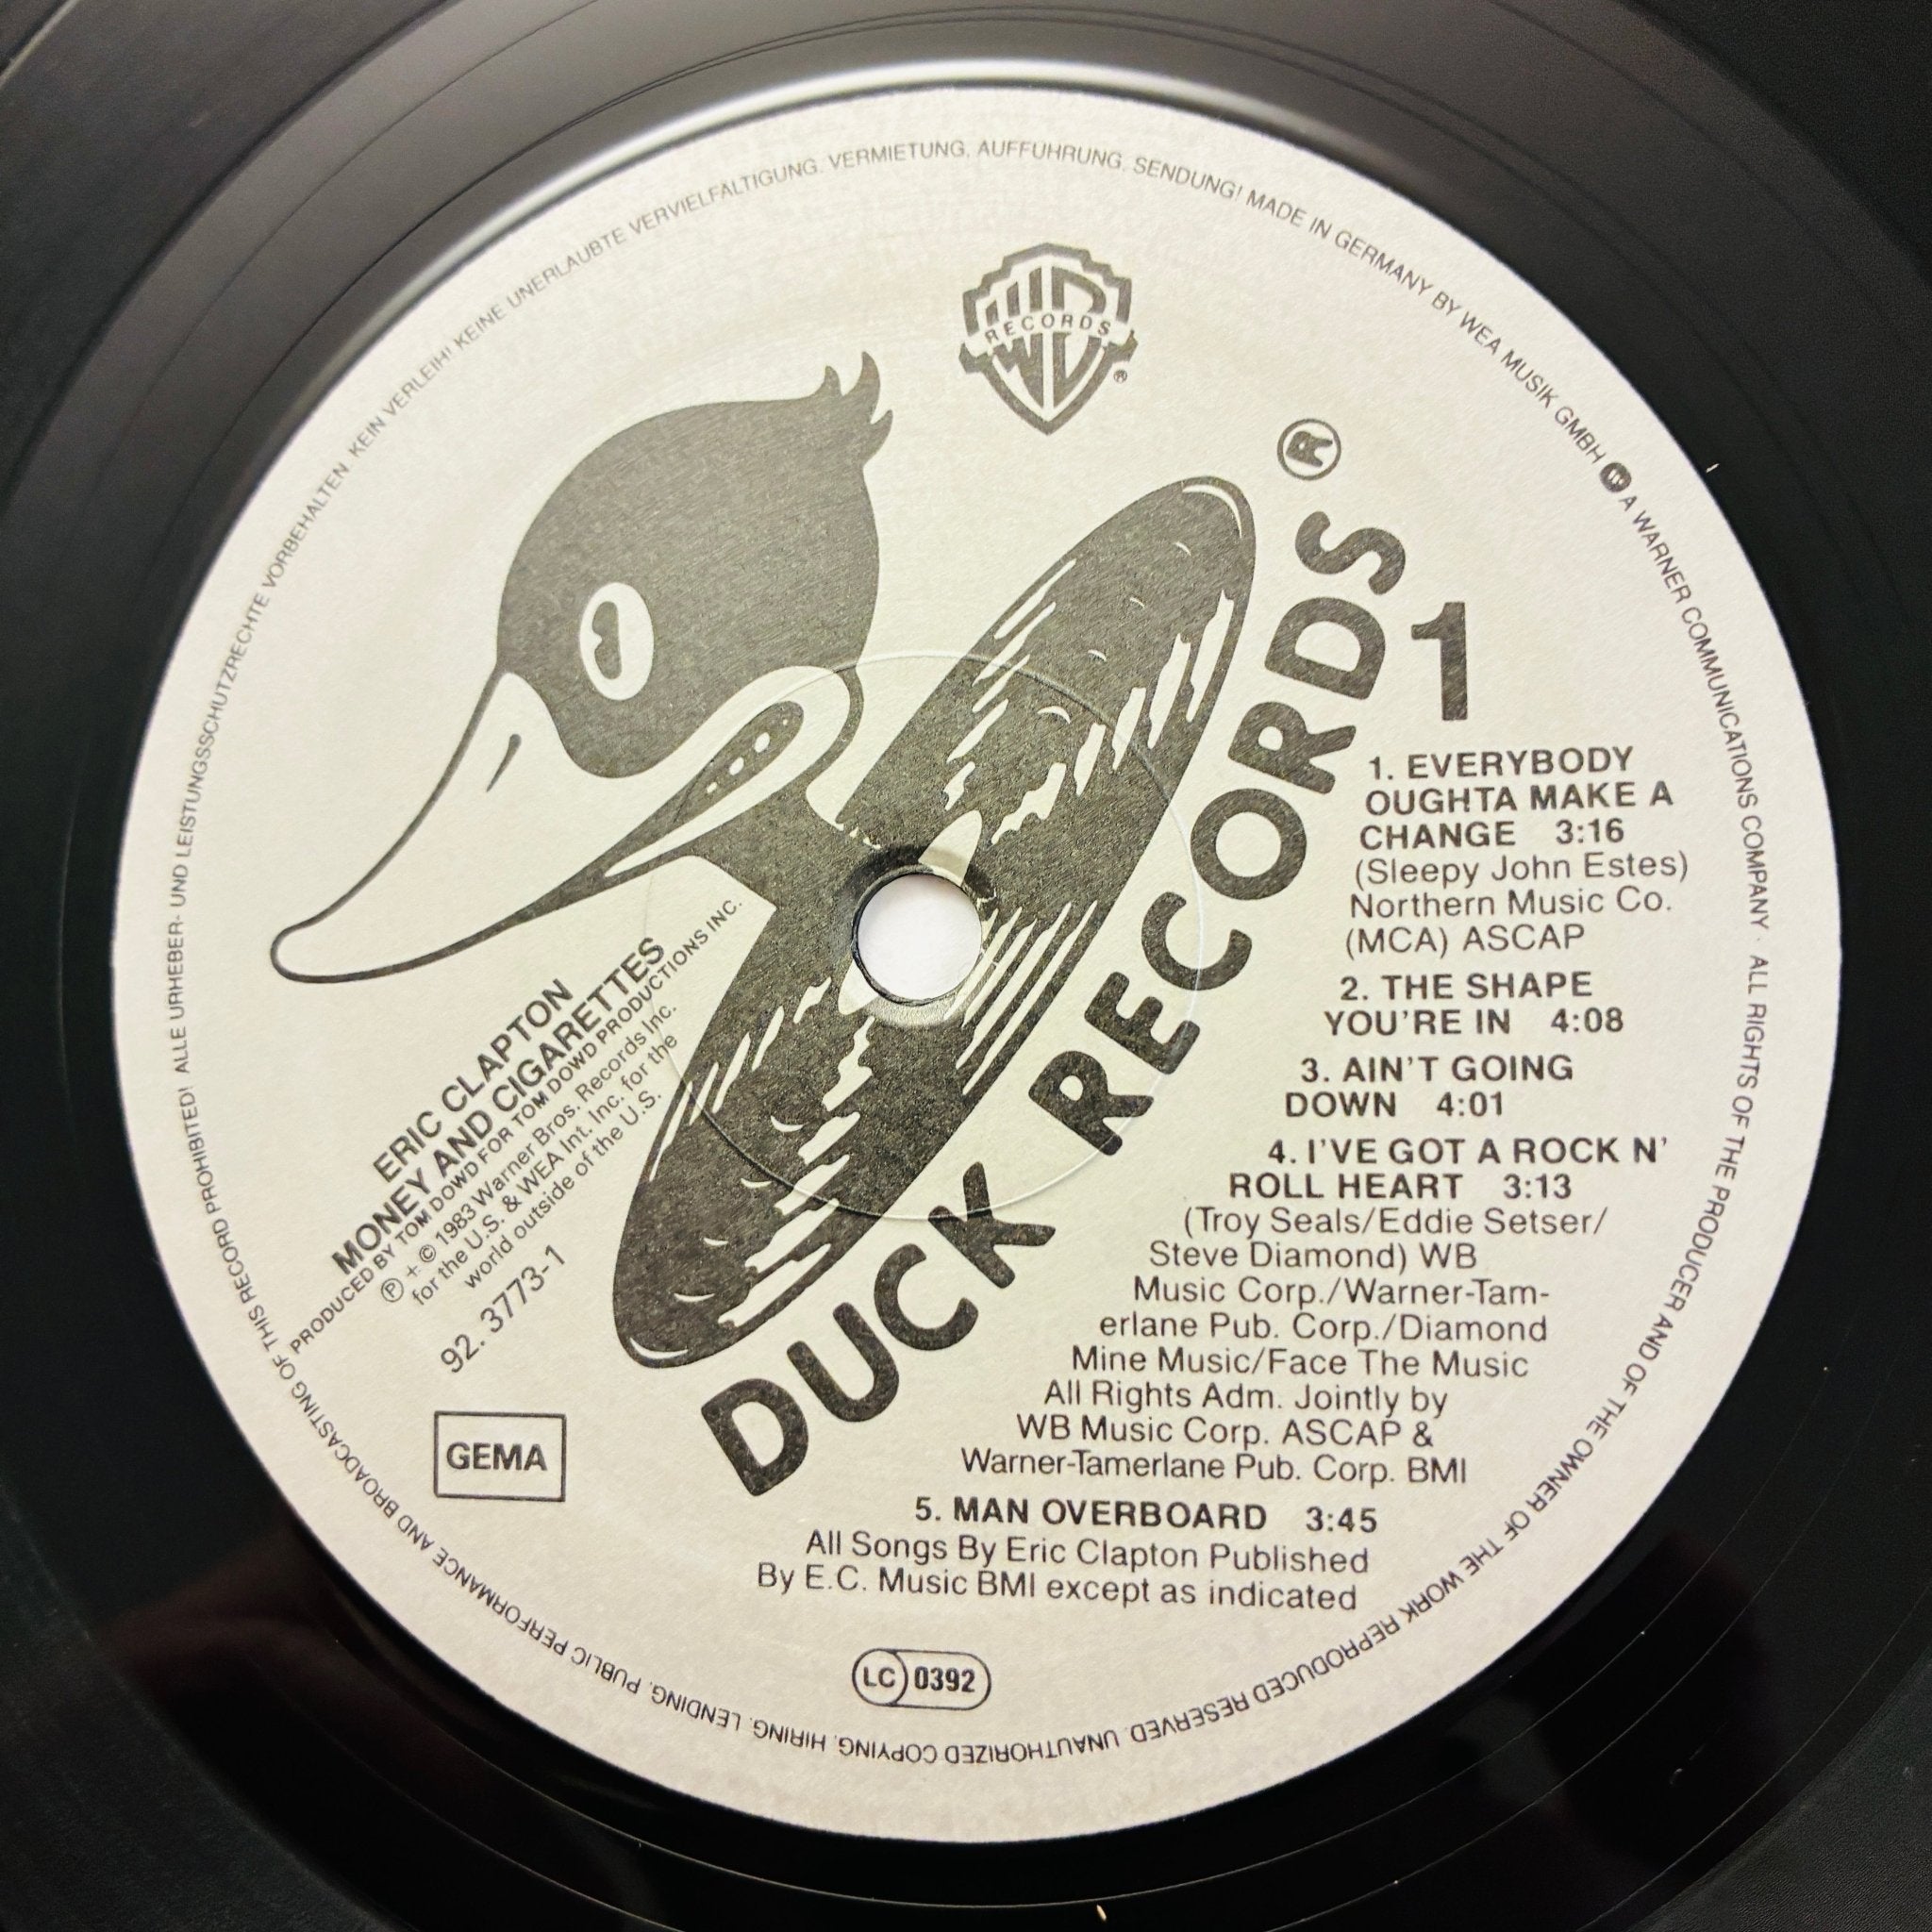 ALLE URHEBER- UND LEISTUNGSSCHUTZRECHTE VORBEHALTEN. KEIN VERLEIH! KEINE UNERLAUBTE VERVIELFÄLTIGUNG, VERMIETUNG, AUFFÜHRUNG, SENDUNG! MADE IN GERMANY BY WEA MUSIK GMBH W A WARNER COMMUNICATIONS COMPANY · ALL RIGHTS OF THE PRODUCER AND OF THE OWNER OF THE WORK REPRODUCED RESERVED. UNAUTHORIZED COPYING, HIRING, LENDING, PUBLIC PERFORMANCE AND BROADCASTING OF THIS RECORD PROHIBITED!
WB
RECORDS
®
DUCK RECORDS ®
1
1. EVERYBODY
OUGHTA MAKE A
CHANGE 3:16
(Sleepy John Estes)
Northern Music Co.
(MCA) ASCAP
2. THE SHAPE
YOU'RE IN 4:08
3. AIN'T GOING
DOWN 4:01
4. I'VE GOT A ROCK N'
ROLL HEART 3:13
(Troy Seals/Eddie Setser/
Steve Diamond) WB
Music Corp./Warner-Tam-
erlane Pub. Corp./Diamond
Mine Music/Face The Music
All Rights Adm. Jointly by
WB Music Corp. ASCAP &
Warner-Tamerlane Pub. Corp. BMI
5. MAN OVERBOARD 3:45
All Songs By Eric Clapton Published
By E.C. Music BMI except as indicated
ERIC CLAPTON
MONEY AND CIGARETTES
PRODUCED BY TOM DOWD FOR TOM DOWD PRODUCTIONS INC.
℗ + © 1983 Warner Bros. Records Inc.
for the U.S. & WEA Int. Inc. for the
world outside of the U.S.
92.3773-1
GEMA
LC 0392